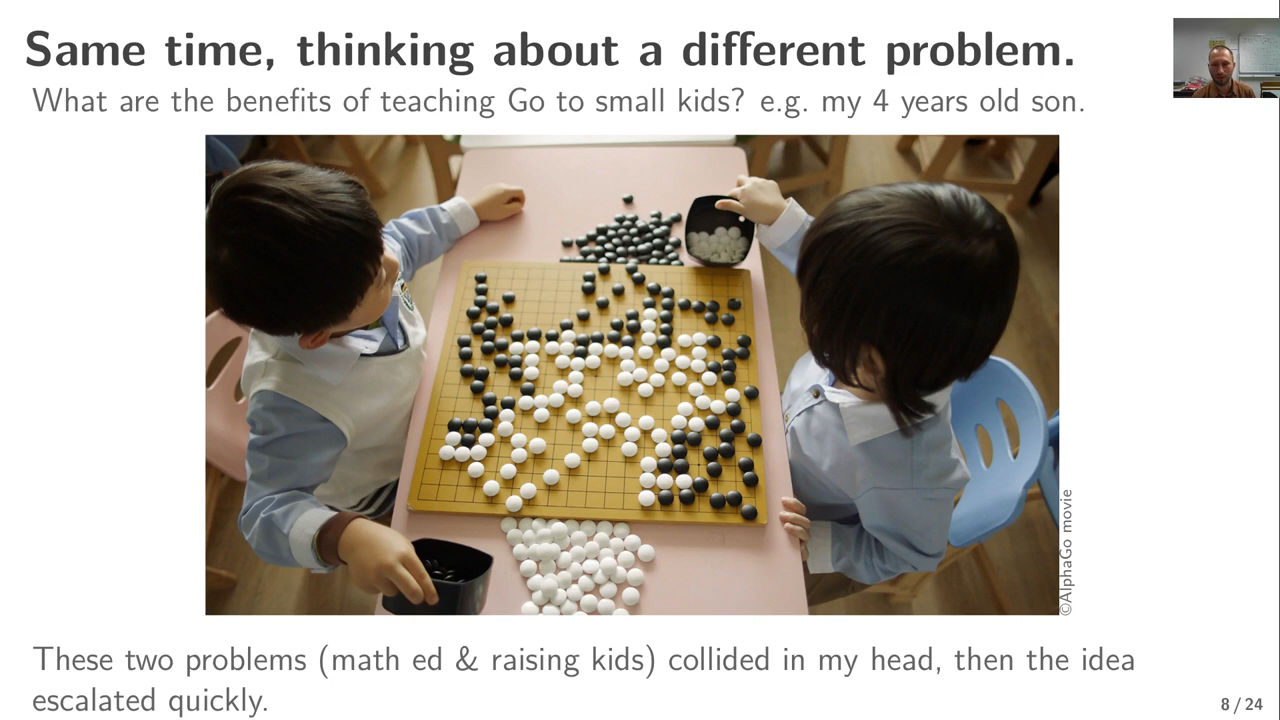 Same time, thinking about a different problem.
What are the benefits of teaching Go to small kids? e.g. my 4 years old son.
©AlphaGo movie
These two problems (math ed & raising kids) collided in my head, then the idea
escalated quickly.
8 / 24